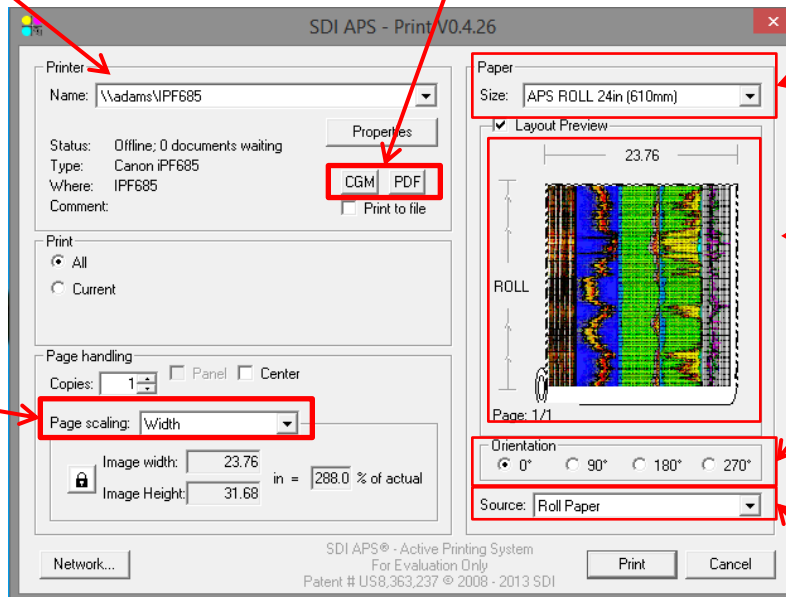 SDI APS - Print V0.4.26
Printer
Name: \\adams\IPF685
Properties
Status: Offline; 0 documents waiting
Type: Canon iPF685
Where: IPF685
Comment:
CGM PDF
Print to file
Print
All
Current
Page handling
Copies: 1 Panel Center
Page scaling: Width
Image width: 23.76
Image Height: 31.68
in = 288.0 % of actual
Paper
Size: APS ROLL 24in (610mm)
Layout Preview
23.76
ROLL
Page: 1/1
Orientation
0° 90° 180° 270°
Source: Roll Paper
Network...
SDI APS® - Active Printing System
For Evaluation Only
Patent # US8,363,237 © 2008 - 2013 SDI
Print Cancel